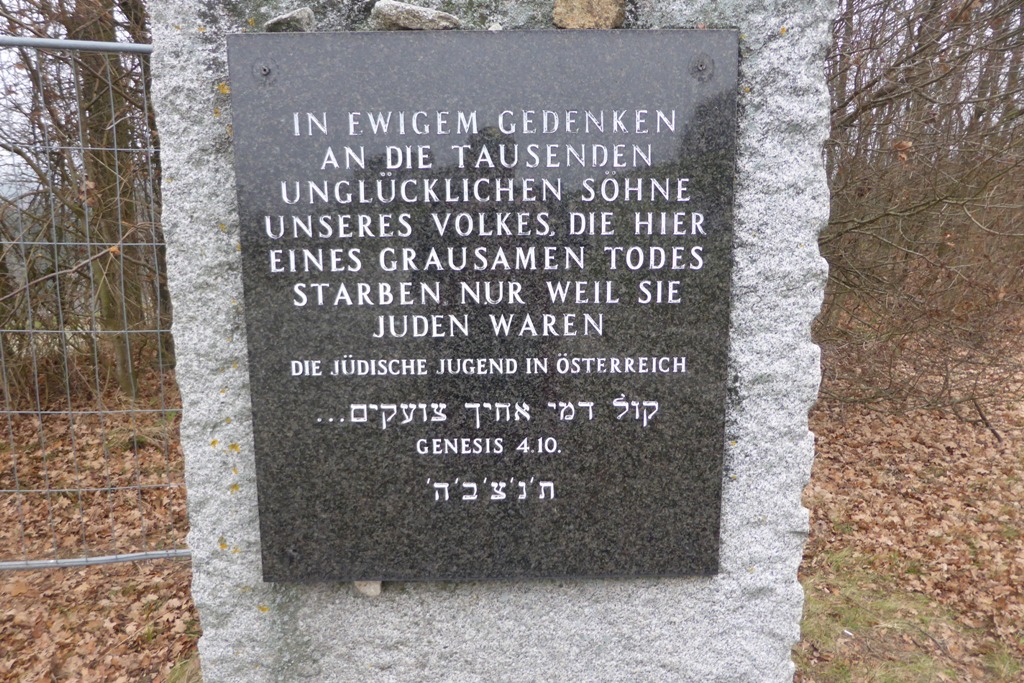 IN EWIGEM GEDENKEN
AN DIE TAUSENDEN
UNGLÜCKLICHEN SÖHNE
UNSERES VOLKES, DIE HIER
EINES GRAUSAMEN TODES
STARBEN NUR WEIL SIE
JUDEN WAREN
DIE JÜDISCHE JUGEND IN ÖSTERREICH
קול דמי אחיך צועקים...
GENESIS 4.10.
ת'נ'צ'ב'ה'